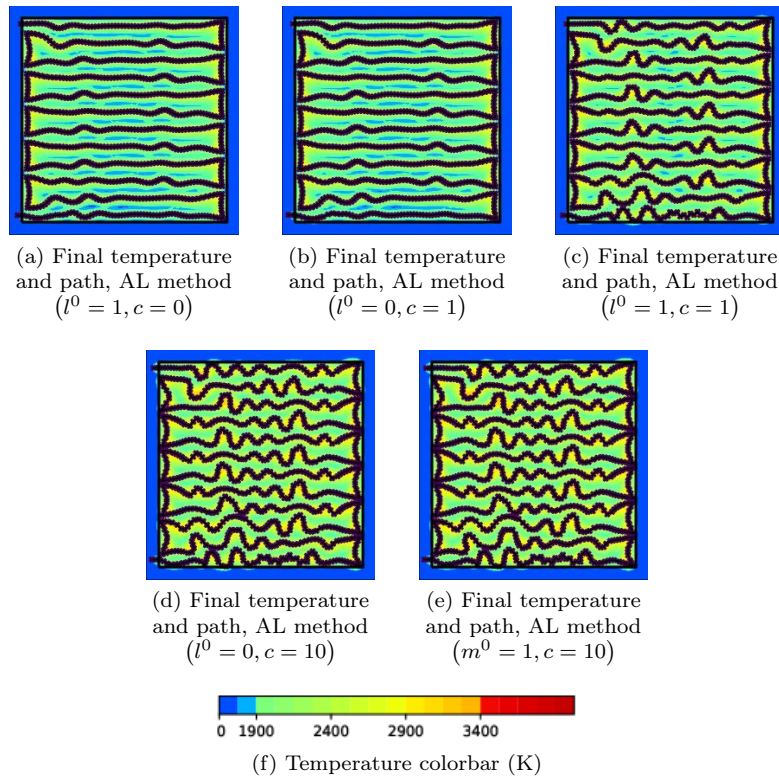 (a) Final temperature
and path, AL method
(l⁰ = 1, c = 0)
(b) Final temperature
and path, AL method
(l⁰ = 0, c = 1)
(c) Final temperature
and path, AL method
(l⁰ = 1, c = 1)
(d) Final temperature
and path, AL method
(l⁰ = 0, c = 10)
(e) Final temperature
and path, AL method
(m⁰ = 1, c = 10)
0 1900 2400 2900 3400
(f) Temperature colorbar (K)